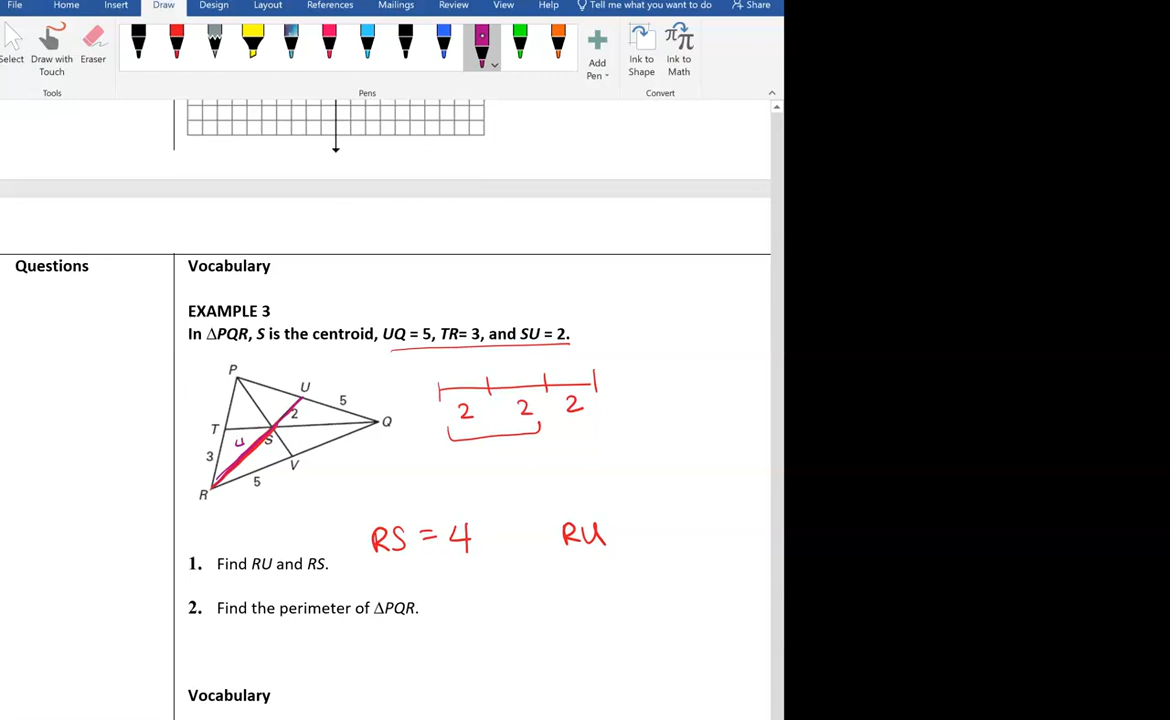 File Home Insert Draw Design Layout References Mailings Review View Help Tell me what you want to do Share
Select Draw with Touch Eraser Add Pen Ink to Shape Ink to Math
Tools Pens Convert
Questions Vocabulary
EXAMPLE 3
In ∆PQR, S is the centroid, UQ = 5, TR= 3, and SU = 2.
P
U
5
2
Q
T
4
S
3
V
5
R
2 2 2
RS = 4 RU
1. Find RU and RS.
2. Find the perimeter of ∆PQR.
Vocabulary